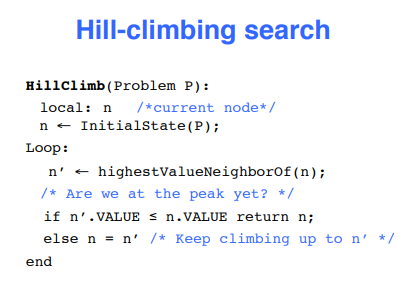 Hill-climbing search
HillClimb(Problem P):
local: n /*current node*/
n ← InitialState(P);
Loop:
n’ ← highestValueNeighborOf(n);
/* Are we at the peak yet? */
if n’.VALUE ≤ n.VALUE return n;
else n = n’ /* Keep climbing up to n’ */
end